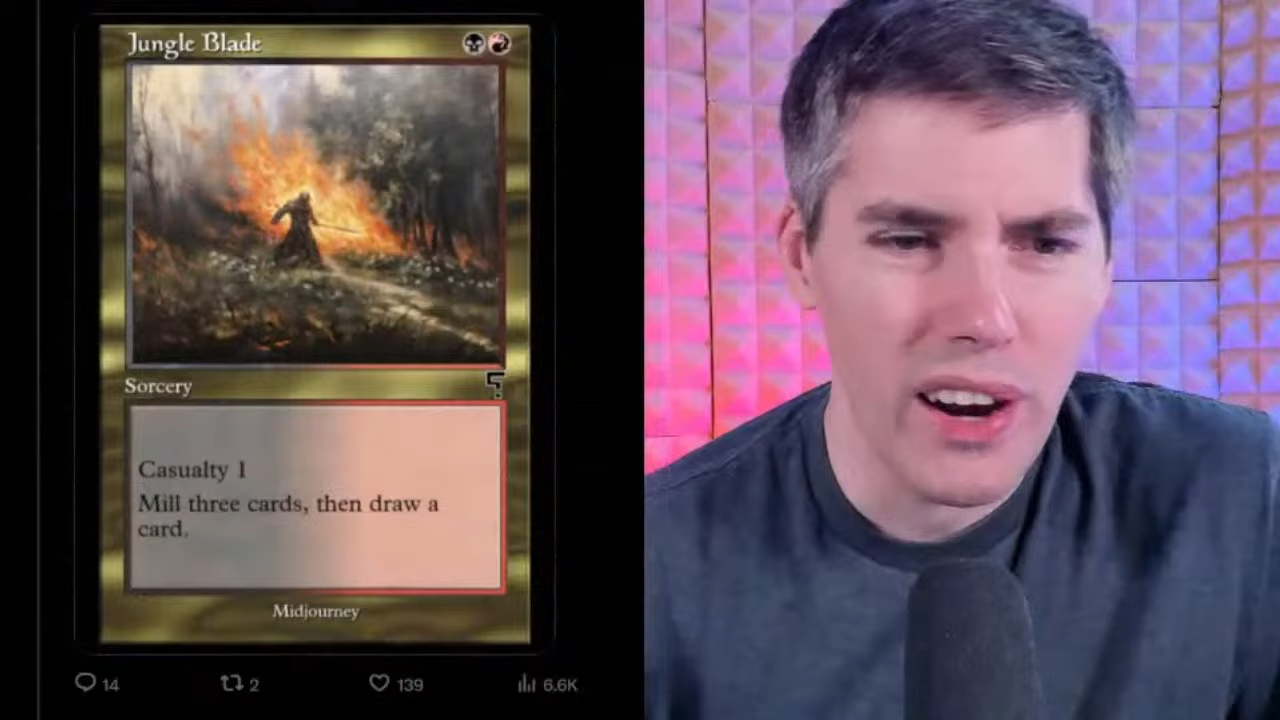 Jungle Blade
Sorcery
Casualty 1
Mill three cards, then draw a
card.
Midjourney
14
2
139
6.6K